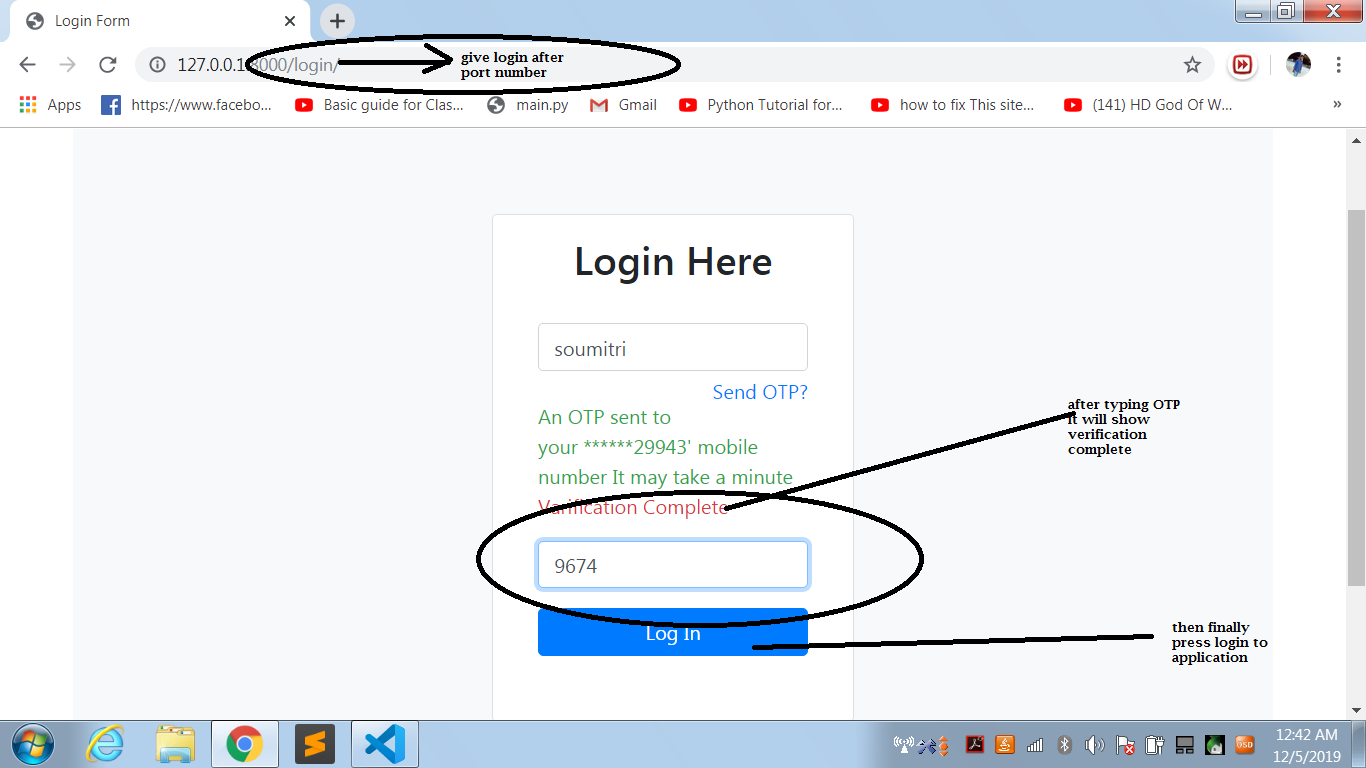 Login Form
127.0.0.1:8000/login/
give login after
port number
Apps
https://www.facebo...
Basic guide for Clas...
main.py
Gmail
Python Tutorial for...
how to fix This site...
(141) HD God Of W...
»
Login Here
soumitri
Send OTP?
An OTP sent to
your ******29943' mobile
number It may take a minute
Varification Complete
9674
Log In
after typing OTP
it will show
verification
complete
then finally
press login to
application
OSD
12:42 AM
12/5/2019